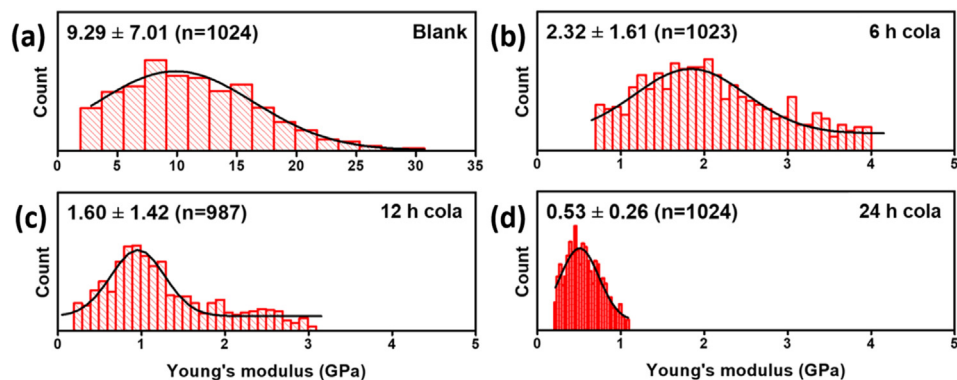 (a) 9.29 ± 7.01 (n=1024) Blank
Count
0 5 10 15 20 25 30 35
(b) 2.32 ± 1.61 (n=1023) 6 h cola
Count
0 1 2 3 4 5
(c) 1.60 ± 1.42 (n=987) 12 h cola
Count
0 1 2 3 4 5
Young's modulus (GPa)
(d) 0.53 ± 0.26 (n=1024) 24 h cola
Count
0 1 2 3 4 5
Young's modulus (GPa)